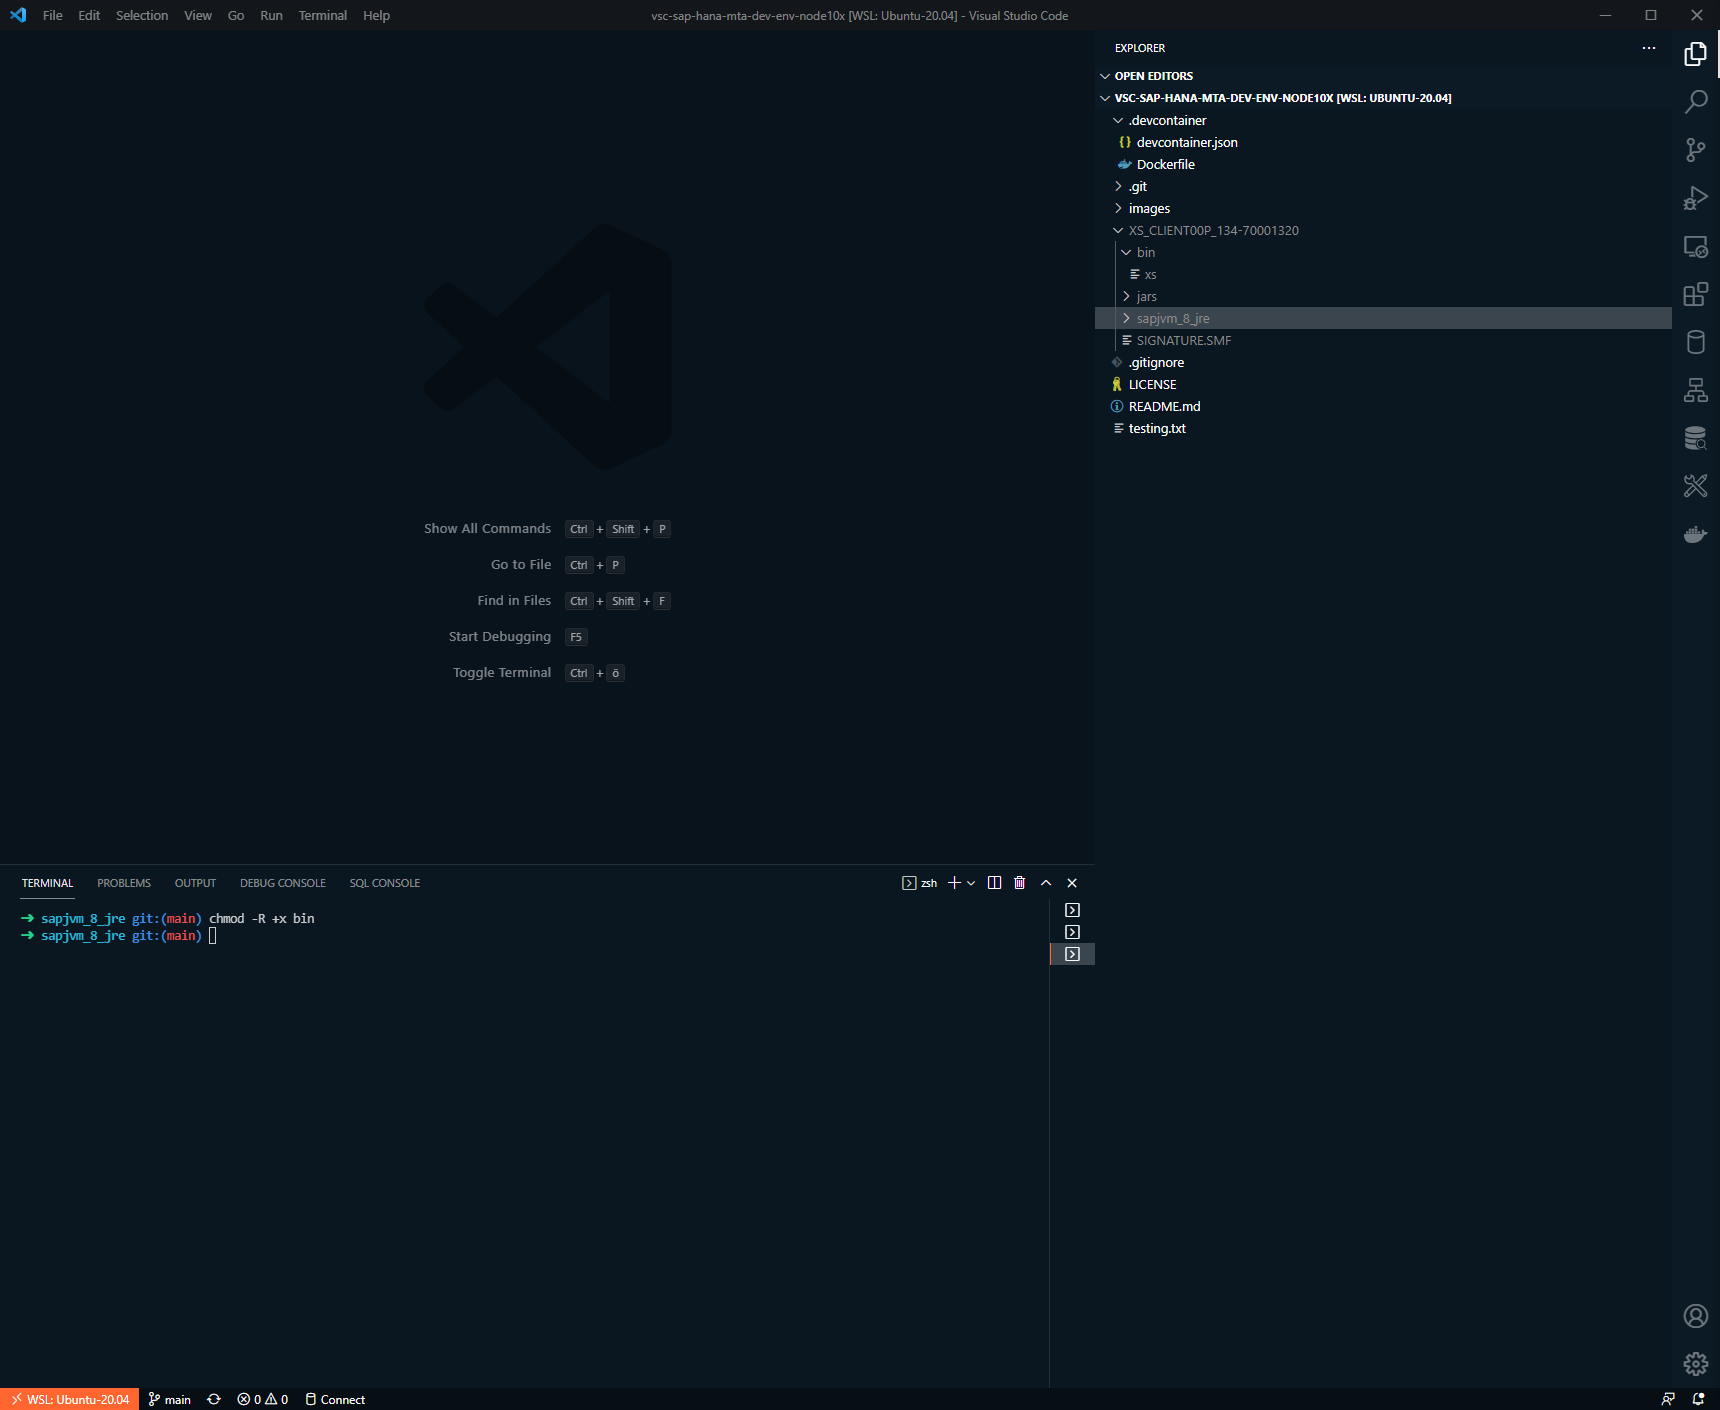 File Edit Selection View Go Run Terminal Help
vsc-sap-hana-mta-dev-env-node10x [WSL: Ubuntu-20.04] - Visual Studio Code
EXPLORER
OPEN EDITORS
VSC-SAP-HANA-MTA-DEV-ENV-NODE10X [WSL: UBUNTU-20.04]
.devcontainer
{} devcontainer.json
Dockerfile
.git
images
XS_CLIENT00P_134-70001320
bin
xs
jars
sapjvm_8_jre
SIGNATURE.SMF
.gitignore
LICENSE
README.md
testing.txt
Show All Commands Ctrl + Shift + P
Go to File Ctrl + P
Find in Files Ctrl + Shift + F
Start Debugging F5
Toggle Terminal Ctrl + ö
TERMINAL PROBLEMS OUTPUT DEBUG CONSOLE SQL CONSOLE
zsh
➜ sapjvm_8_jre git:(main) chmod -R +x bin
➜ sapjvm_8_jre git:(main)
WSL: Ubuntu-20.04 main 0 0 Connect